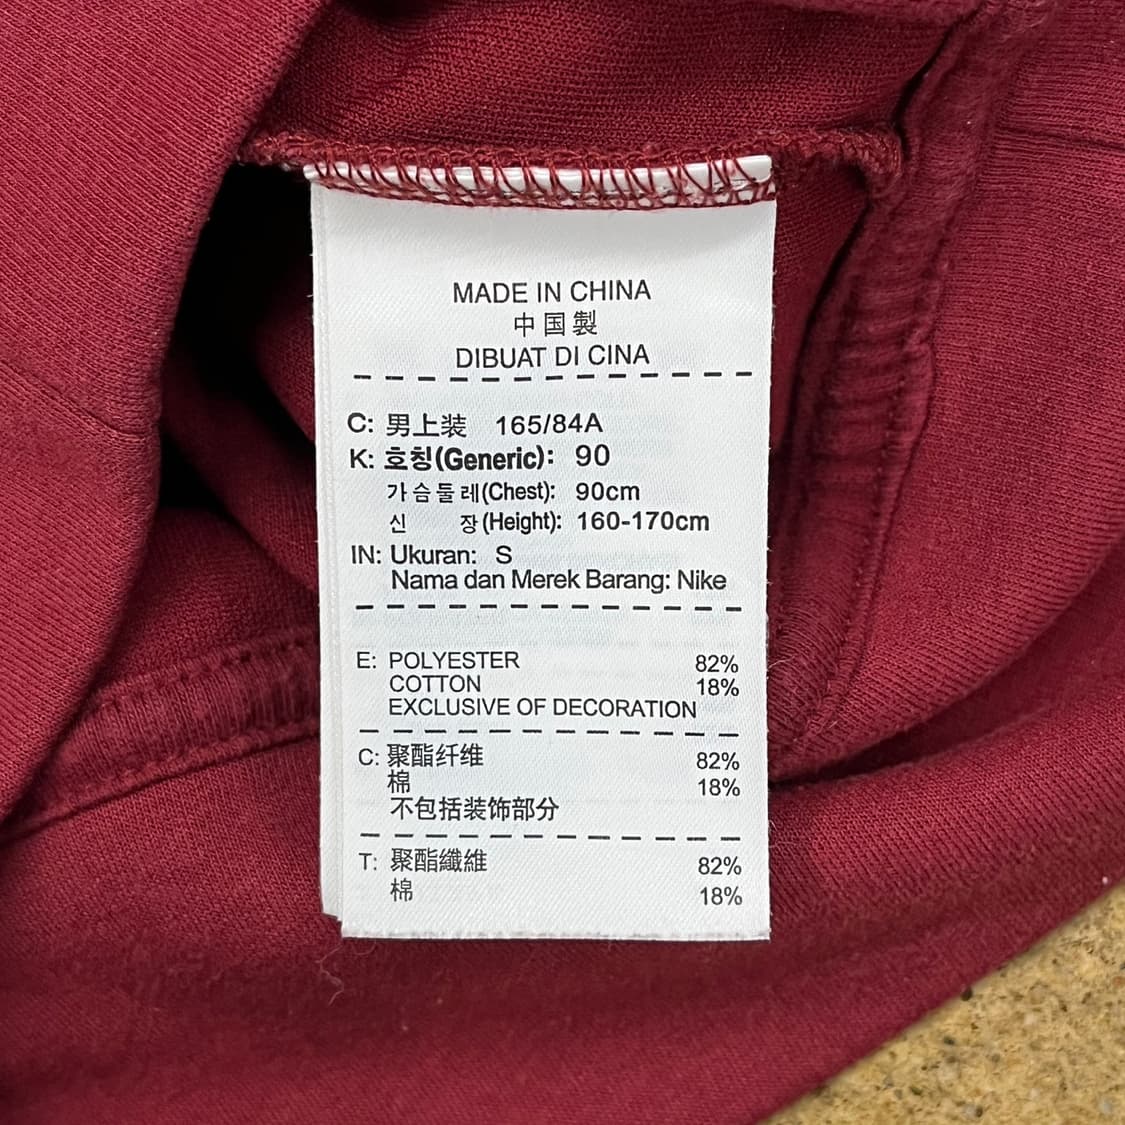 MADE IN CHINA
中国製
DIBUAT DI CINA
C: 男上装 165/84A
K: 호칭(Generic): 90
가슴둘레(Chest): 90cm
신 장(Height): 160-170cm
IN: Ukuran: S
Nama dan Merek Barang: Nike
E: POLYESTER 82%
COTTON 18%
EXCLUSIVE OF DECORATION
C: 聚酯纤维 82%
棉 18%
不包括装饰部分
T: 聚酯纖維 82%
棉 18%